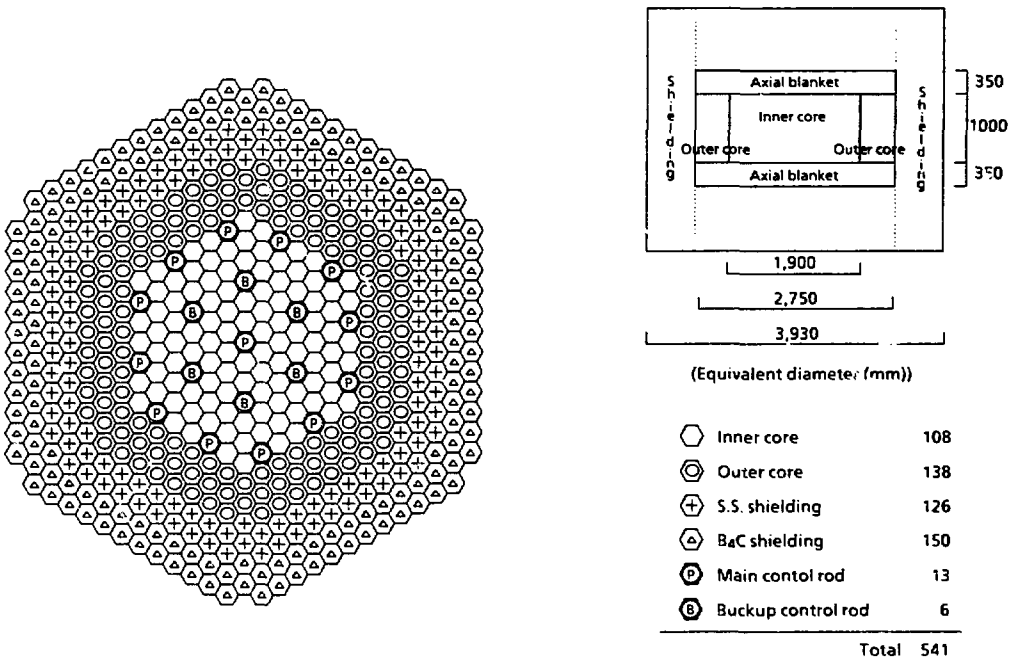 Axial blanket
Inner core
Outer core
Outer core
Axial blanket
Shielding
Shielding
350
1000
350
1,900
2,750
3,930
(Equivalent diameter (mm))
Inner core 108
Outer core 138
S.S. shielding 126
B₄C shielding 150
P Main contol rod 13
B Buckup control rod 6
Total 541
P
P
P
P
B
P
B
B
P
P
P
B
B
P
B
P
P
P
P